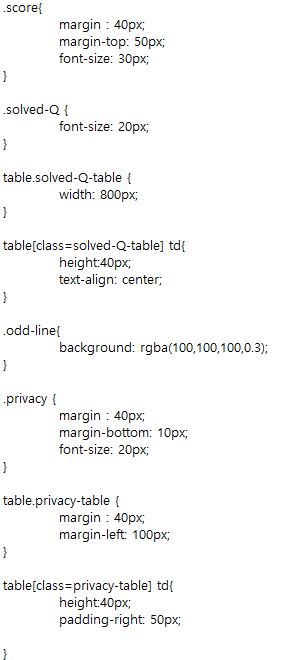 .score{
margin : 40px;
margin-top: 50px;
font-size: 30px;
}
.solved-Q {
font-size: 20px;
}
table.solved-Q-table {
width: 800px;
}
table[class=solved-Q-table] td{
height:40px;
text-align: center;
}
.odd-line{
background: rgba(100,100,100,0.3);
}
.privacy {
margin : 40px;
margin-bottom: 10px;
font-size: 20px;
}
table.privacy-table {
margin : 40px;
margin-left: 100px;
}
table[class=privacy-table] td{
height:40px;
padding-right: 50px;
}